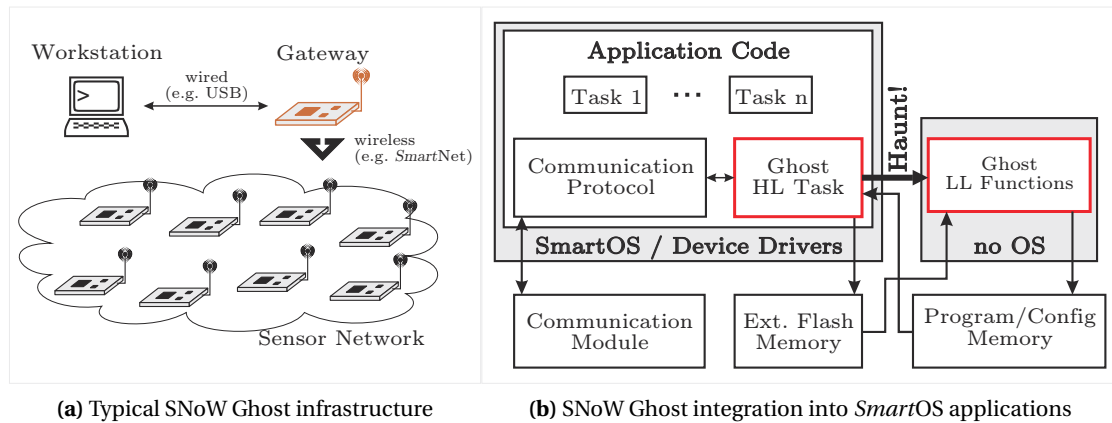 Workstation
Gateway
>
wired
(e.g. USB)
wireless
(e.g. SmartNet)
Sensor Network
(a) Typical SNoW Ghost infrastructure
Application Code
Task 1
...
Task n
Communication
Protocol
Ghost
HL Task
Haunt!
Ghost
LL Functions
SmartOS / Device Drivers
no OS
Communication
Module
Ext. Flash
Memory
Program/Config
Memory
(b) SNoW Ghost integration into SmartOS applications